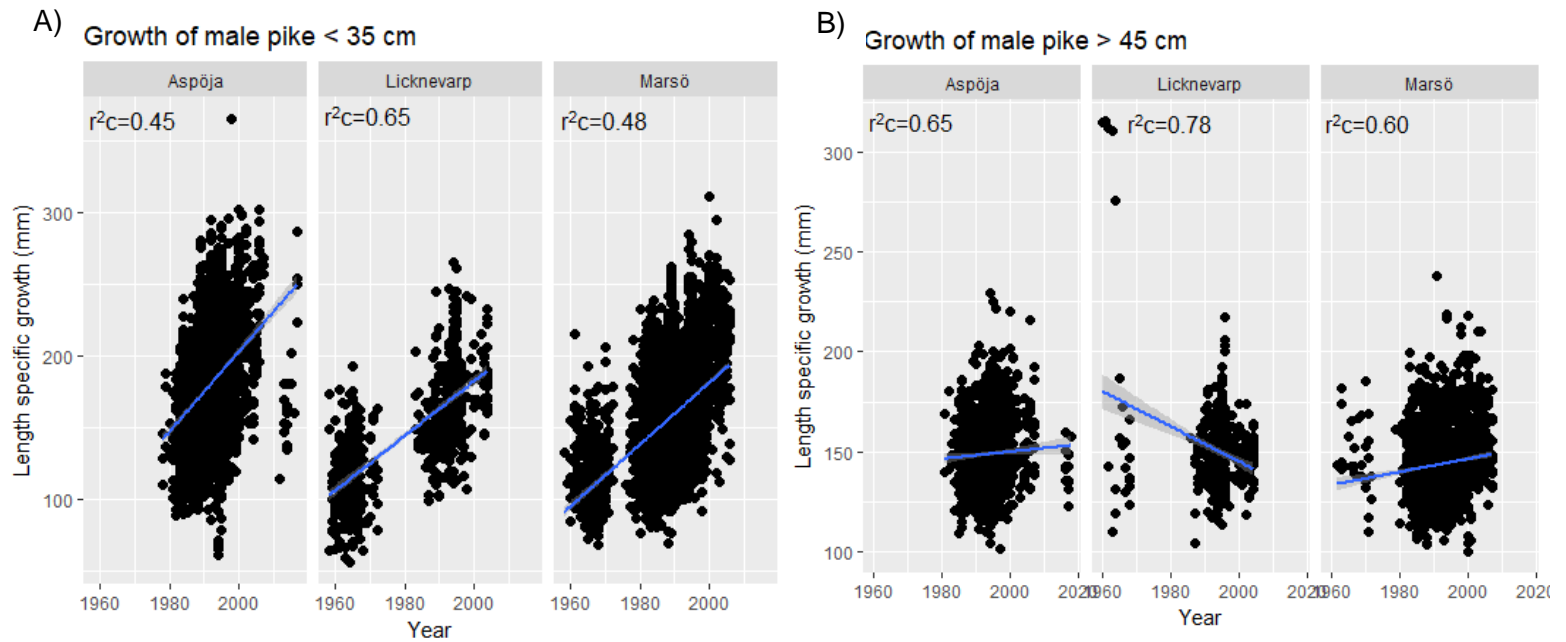 A)
Growth of male pike < 35 cm
Aspöja
Licknevarp
Marsö
r²c=0.45
r²c=0.65
r²c=0.48
Length specific growth (mm)
300
200
100
1960
1980
2000
1960
1980
2000
1960
1980
2000
Year
B)
Growth of male pike > 45 cm
Aspöja
Licknevarp
Marsö
r²c=0.65
r²c=0.78
r²c=0.60
Length specific growth (mm)
300
250
200
150
100
1960
1980
2000
2020
1960
1980
2000
2020
1960
1980
2000
2020
Year